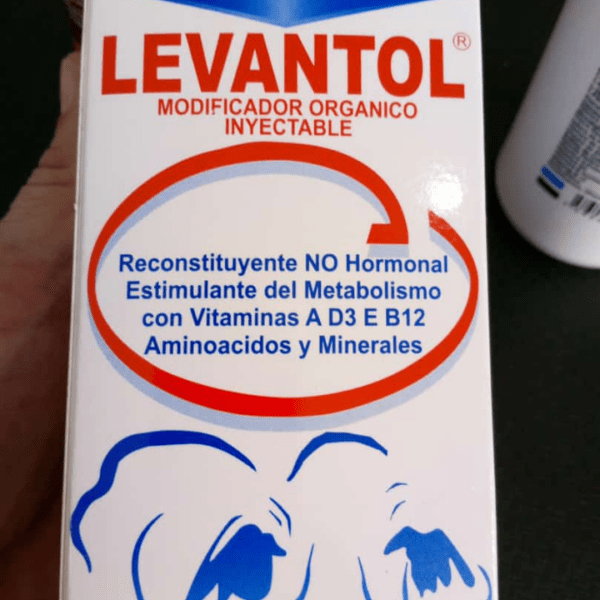 LEVANTOL®
MODIFICADOR ORGANICO
INYECTABLE
Reconstituyente NO Hormonal
Estimulante del Metabolismo
con Vitaminas A D3 E B12
Aminoacidos y Minerales